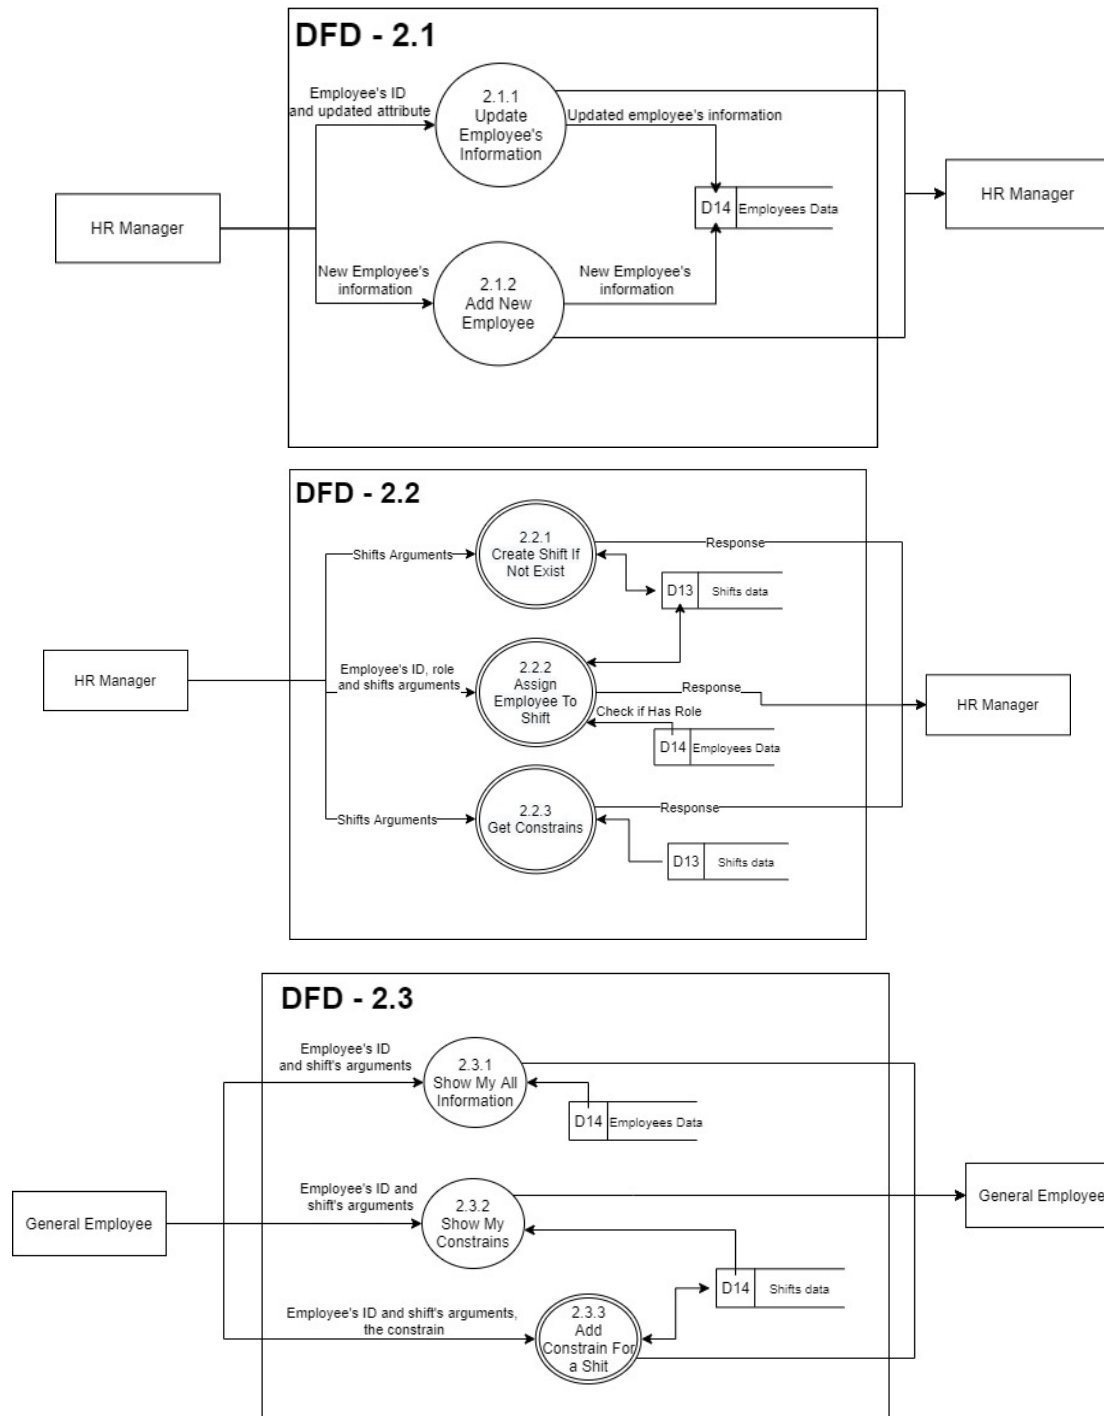 DFD - 2.1
Employee's ID
and updated attribute
2.1.1
Update
Employee's
Information
Updated employee's information
HR Manager
D14
Employees Data
HR Manager
New Employee's
information
2.1.2
Add New
Employee
New Employee's
information
DFD - 2.2
2.2.1
Create Shift If
Not Exist
Shifts Arguments
Response
D13
Shifts data
HR Manager
Employee's ID, role
and shifts arguments
2.2.2
Assign
Employee To
Shift
Response
HR Manager
Check if Has Role
D14
Employees Data
Shifts Arguments
2.2.3
Get Constrains
Response
D13
Shifts data
DFD - 2.3
Employee's ID
and shift's arguments
2.3.1
Show My All
Information
D14
Employees Data
General Employee
Employee's ID and
shift's arguments
2.3.2
Show My
Constrains
General Employee
D14
Shifts data
Employee's ID and shift's arguments,
the constrain
2.3.3
Add
Constrain For
a Shit